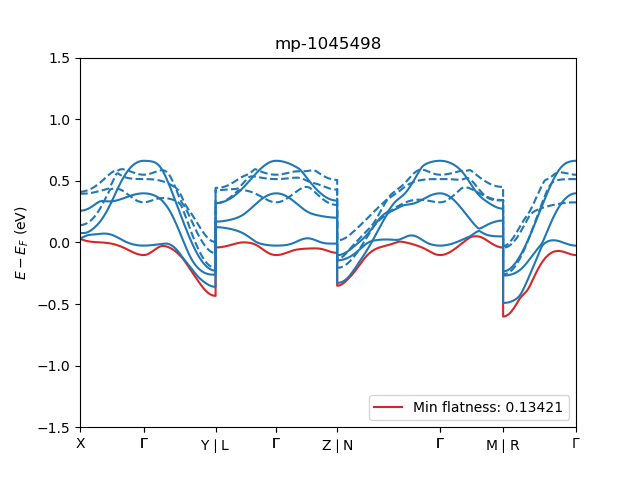 mp-1045498
1.5
1.0
0.5
0.0
−0.5
−1.0
−1.5
E − E_F (eV)
Min flatness: 0.13421
X Γ Y | L Γ Z | N Γ M | R Γ